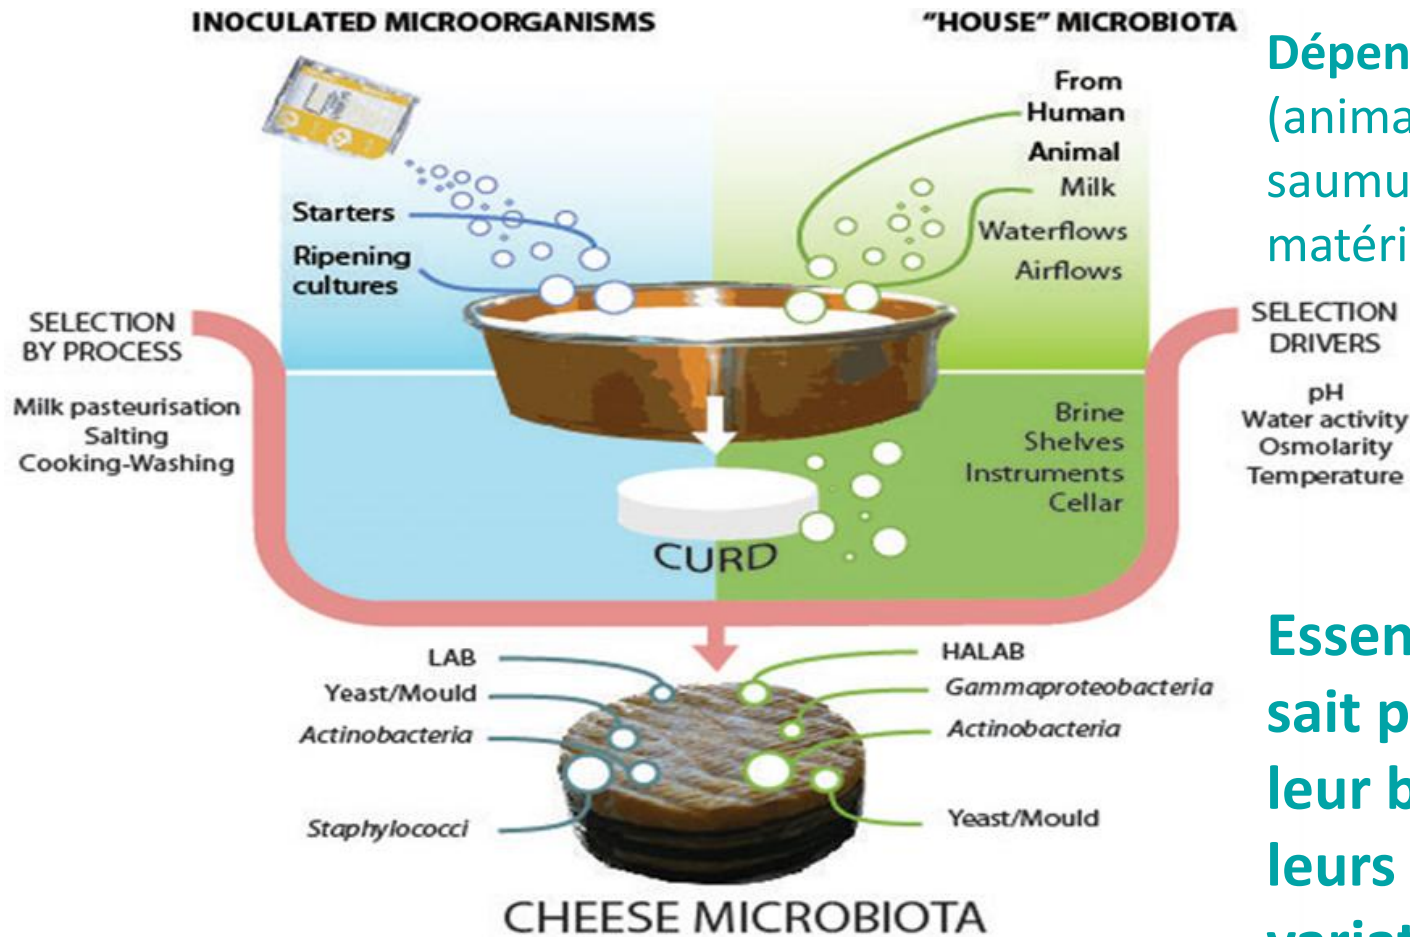 INOCULATED MICROORGANISMS
"HOUSE" MICROBIOTA
From
Human
Animal
Milk
Waterflows
Airflows
Starters
Ripening
cultures
SELECTION
BY PROCESS
Milk pasteurisation
Salting
Cooking-Washing
SELECTION
DRIVERS
pH
Water activity
Osmolarity
Temperature
Brine
Shelves
Instruments
Cellar
CURD
LAB
Yeast/Mould
Actinobacteria
Staphylococci
HALAB
Gammaproteobacteria
Actinobacteria
Yeast/Mould
CHEESE MICROBIOTA
Dépen
(anima
saumu
matéri
Essen
sait p
leur b
leurs
variat